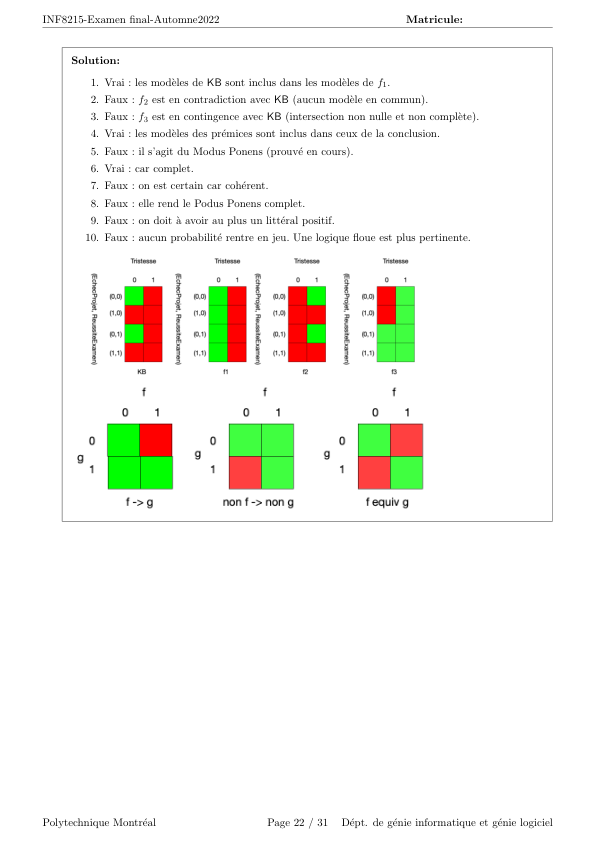 INF8215-Examen final-Automne2022 Matricule:
Solution:
1. Vrai : les modèles de KB sont inclus dans les modèles de f1.
2. Faux : f2 est en contradiction avec KB (aucun modèle en commun).
3. Faux : f3 est en contingence avec KB (intersection non nulle et non complète).
4. Vrai : les modèles des prémices sont inclus dans ceux de la conclusion.
5. Faux : il s'agit du Modus Ponens (prouvé en cours).
6. Vrai : car complet.
7. Faux : on est certain car cohérent.
8. Faux : elle rend le Podus Ponens complet.
9. Faux : on doit à avoir au plus un littéral positif.
10. Faux : aucun probabilité rentre en jeu. Une logique floue est plus pertinente.
Tristesse Tristesse Tristesse Tristesse
0 1 0 1 0 1 0 1
(EchecProjet, ReussiteExamen) (EchecProjet, ReussiteExamen) (EchecProjet, ReussiteExamen) (EchecProjet, ReussiteExamen)
(0,0) (0,0) (0,0) (0,0)
(1,0) (1,0) (1,0) (1,0)
(0,1) (0,1) (0,1) (0,1)
(1,1) (1,1) (1,1) (1,1)
KB f1 f2 f3
f f f
0 1 0 1 0 1
0 0 0
g g g
1 1 1
f -> g non f -> non g f equiv g
Polytechnique Montréal Page 22 / 31 Dépt. de génie informatique et génie logiciel